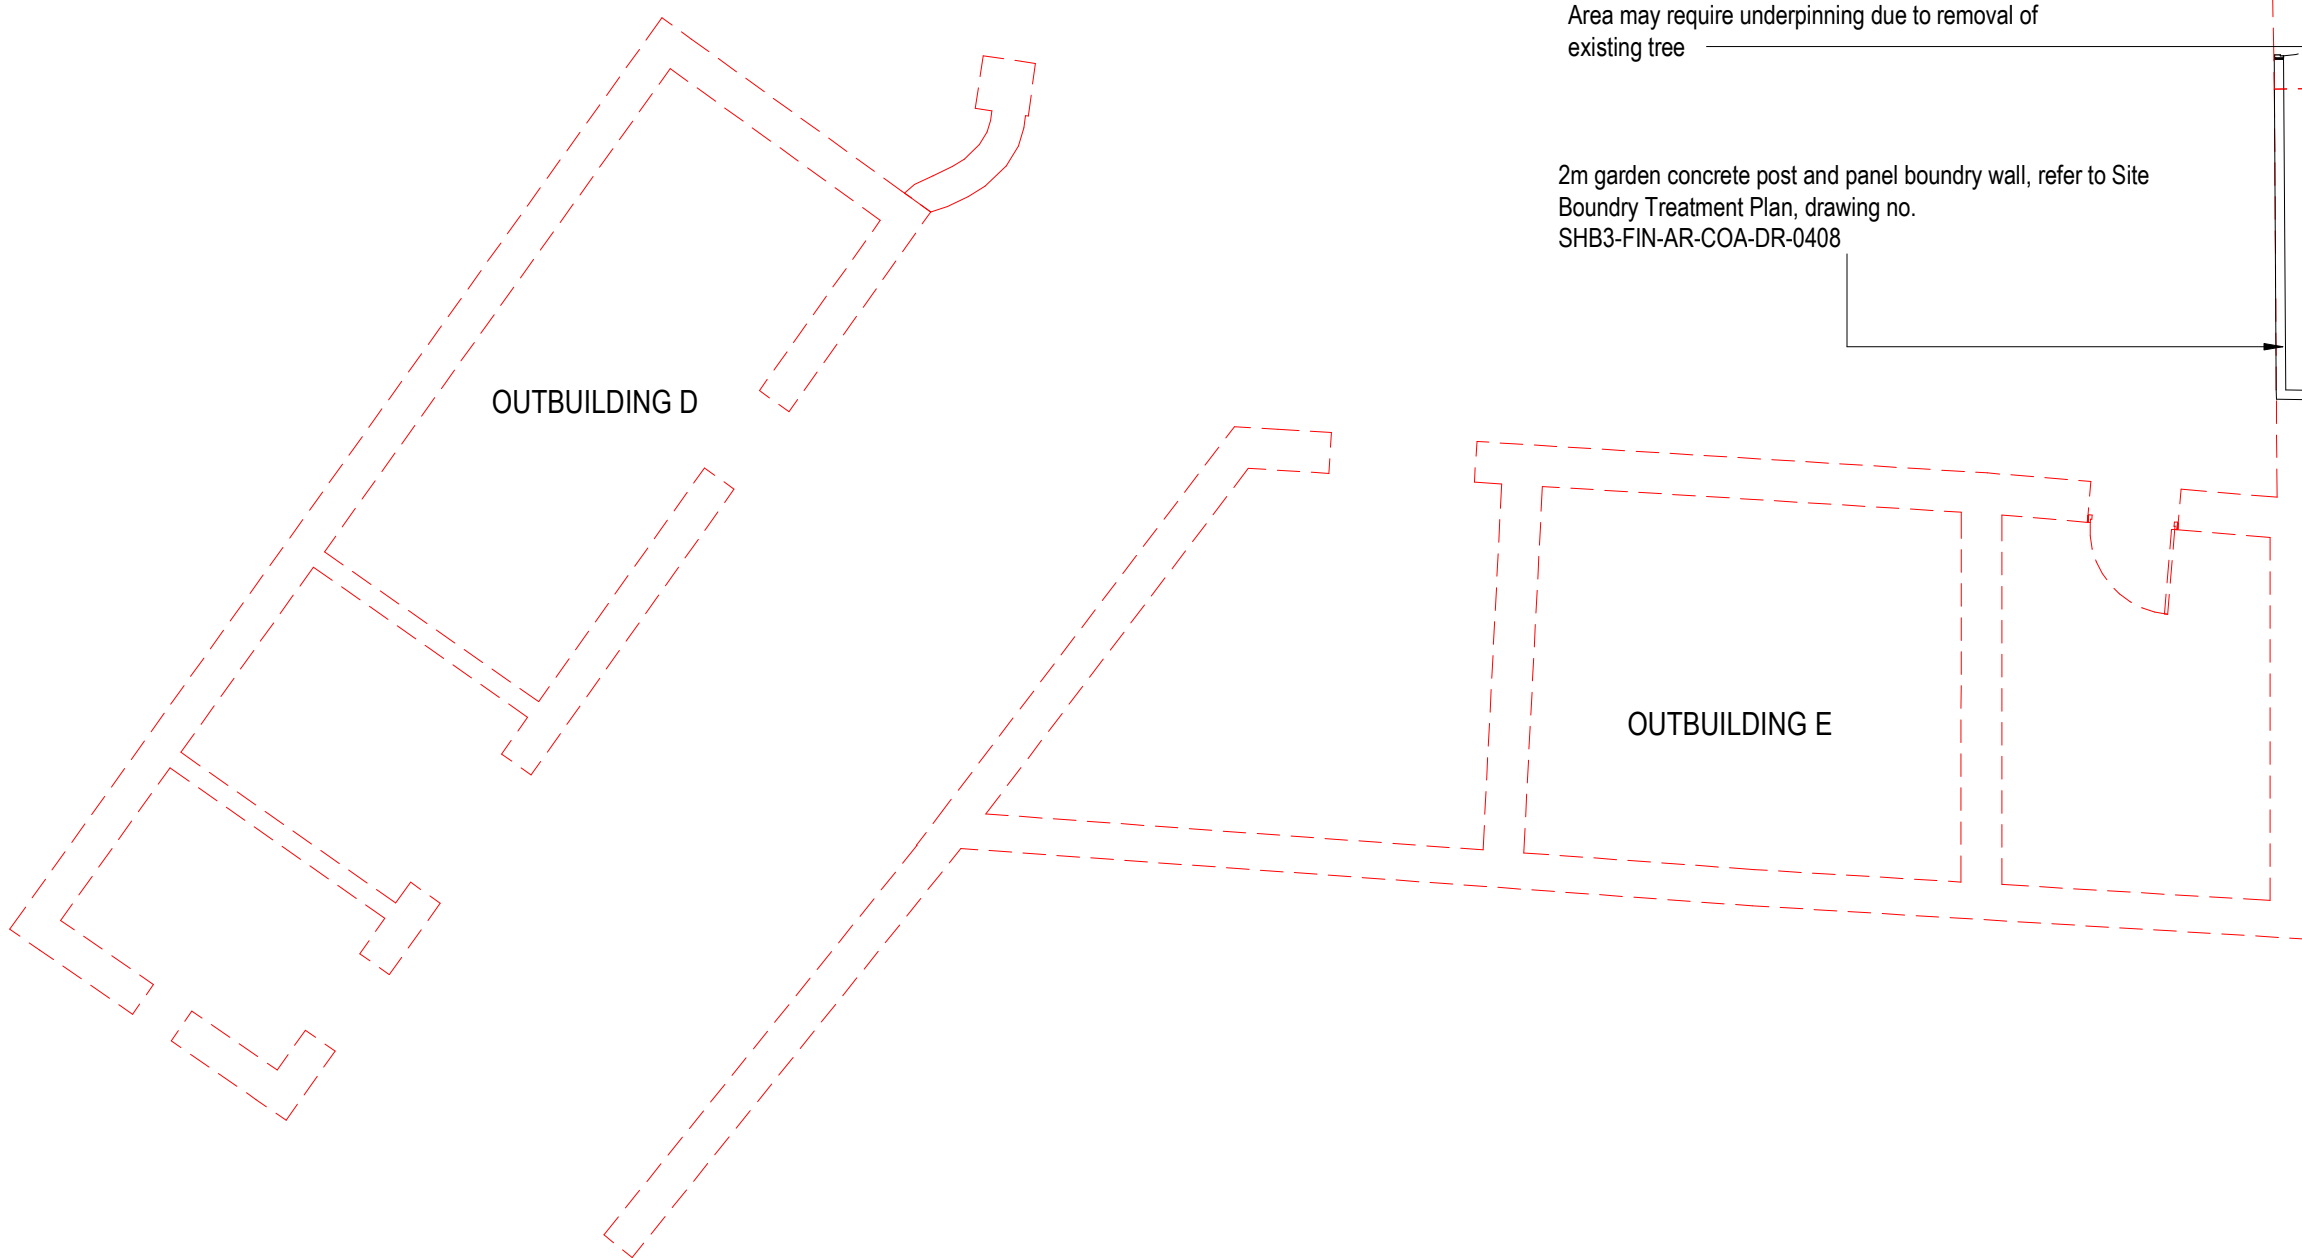 Area may require underpinning due to removal of
existing tree
2m garden concrete post and panel boundry wall, refer to Site
Boundry Treatment Plan, drawing no.
SHB3-FIN-AR-COA-DR-0408
OUTBUILDING D
OUTBUILDING E